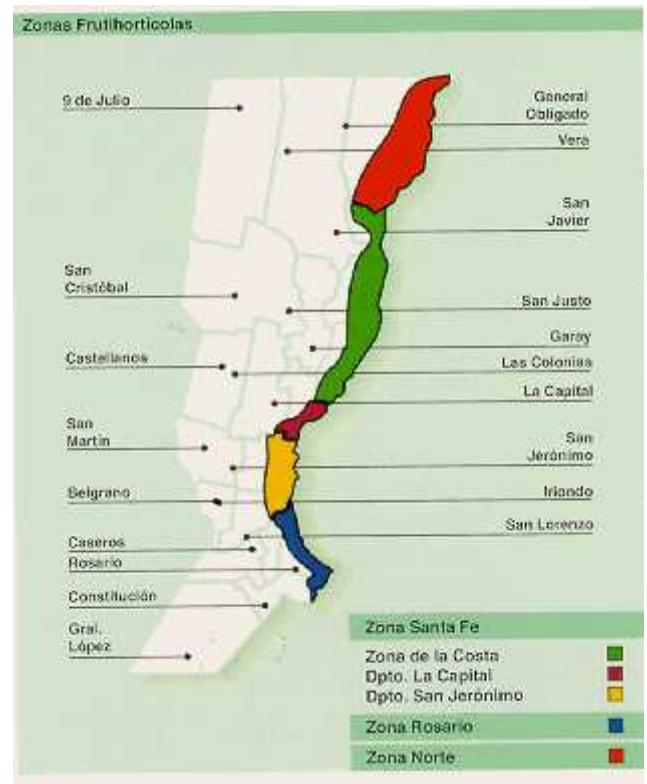 Zonas Frutihortícolas
9 de Julio
General
Obligado
Vera
San
Javier
San
Cristóbal
San Justo
Garay
Castellanos
Las Colonias
La Capital
San
Martín
San
Jerónimo
Belgrano
Iriondo
San Lorenzo
Caseros
Rosario
Constitución
Gral.
López
Zona Santa Fe
Zona de la Costa
Dpto. La Capital
Dpto. San Jerónimo
Zona Rosario
Zona Norte